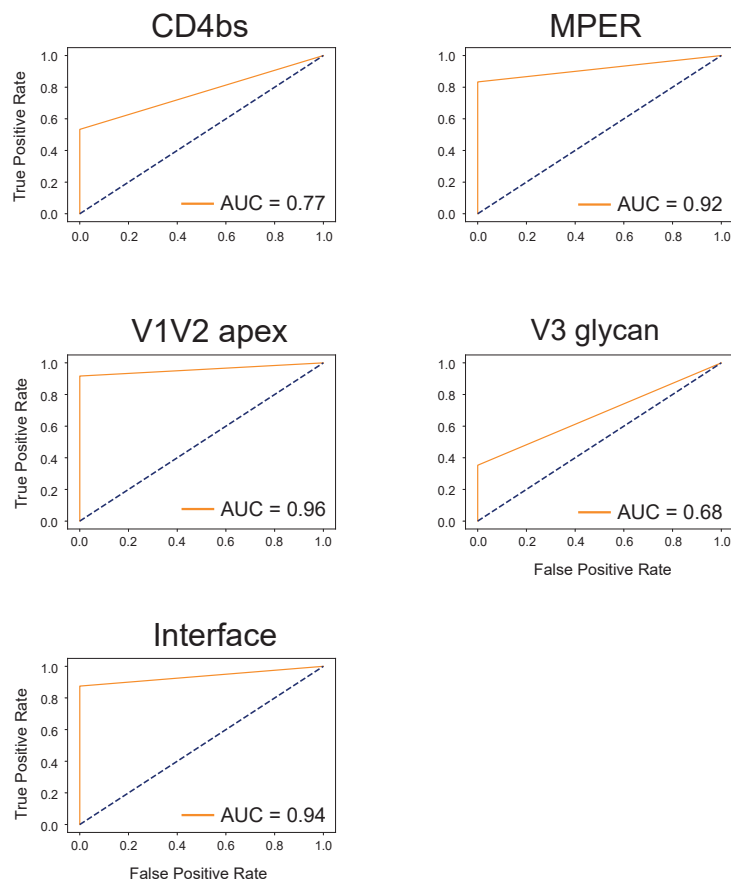 CD4bs
True Positive Rate
1.0
0.8
0.6
0.4
0.2
0.0
AUC = 0.77
0.0 0.2 0.4 0.6 0.8 1.0
MPER
1.0
0.8
0.6
0.4
0.2
0.0
AUC = 0.92
0.0 0.2 0.4 0.6 0.8 1.0
V1V2 apex
True Positive Rate
1.0
0.8
0.6
0.4
0.2
0.0
AUC = 0.96
0.0 0.2 0.4 0.6 0.8 1.0
V3 glycan
1.0
0.8
0.6
0.4
0.2
0.0
AUC = 0.68
0.0 0.2 0.4 0.6 0.8 1.0
False Positive Rate
Interface
True Positive Rate
1.0
0.8
0.6
0.4
0.2
0.0
AUC = 0.94
0.0 0.2 0.4 0.6 0.8 1.0
False Positive Rate